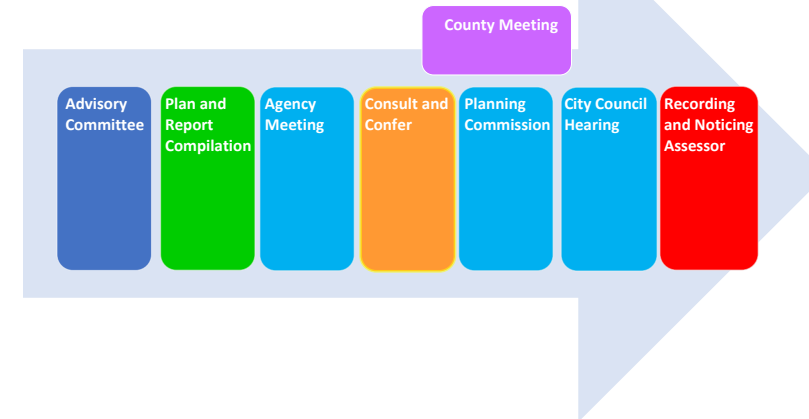 County Meeting
Advisory
Committee
Plan and
Report
Compilation
Agency
Meeting
Consult and
Confer
Planning
Commission
City Council
Hearing
Recording
and Noticing
Assessor